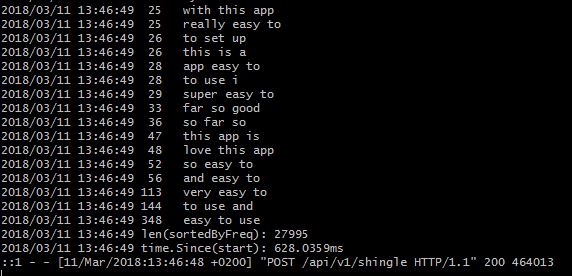 2018/03/11 13:46:49  25   with this app
2018/03/11 13:46:49  25   really easy to
2018/03/11 13:46:49  26   to set up
2018/03/11 13:46:49  26   this is a
2018/03/11 13:46:49  28   app easy to
2018/03/11 13:46:49  28   to use i
2018/03/11 13:46:49  29   super easy to
2018/03/11 13:46:49  33   far so good
2018/03/11 13:46:49  36   so far so
2018/03/11 13:46:49  47   this app is
2018/03/11 13:46:49  48   love this app
2018/03/11 13:46:49  52   so easy to
2018/03/11 13:46:49  56   and easy to
2018/03/11 13:46:49 113   very easy to
2018/03/11 13:46:49 144   to use and
2018/03/11 13:46:49 348   easy to use
2018/03/11 13:46:49 len(sortedByFreq): 27995
2018/03/11 13:46:49 time.Since(start): 628.0359ms
::1 - - [11/Mar/2018:13:46:48 +0200] "POST /api/v1/shingle HTTP/1.1" 200 464013